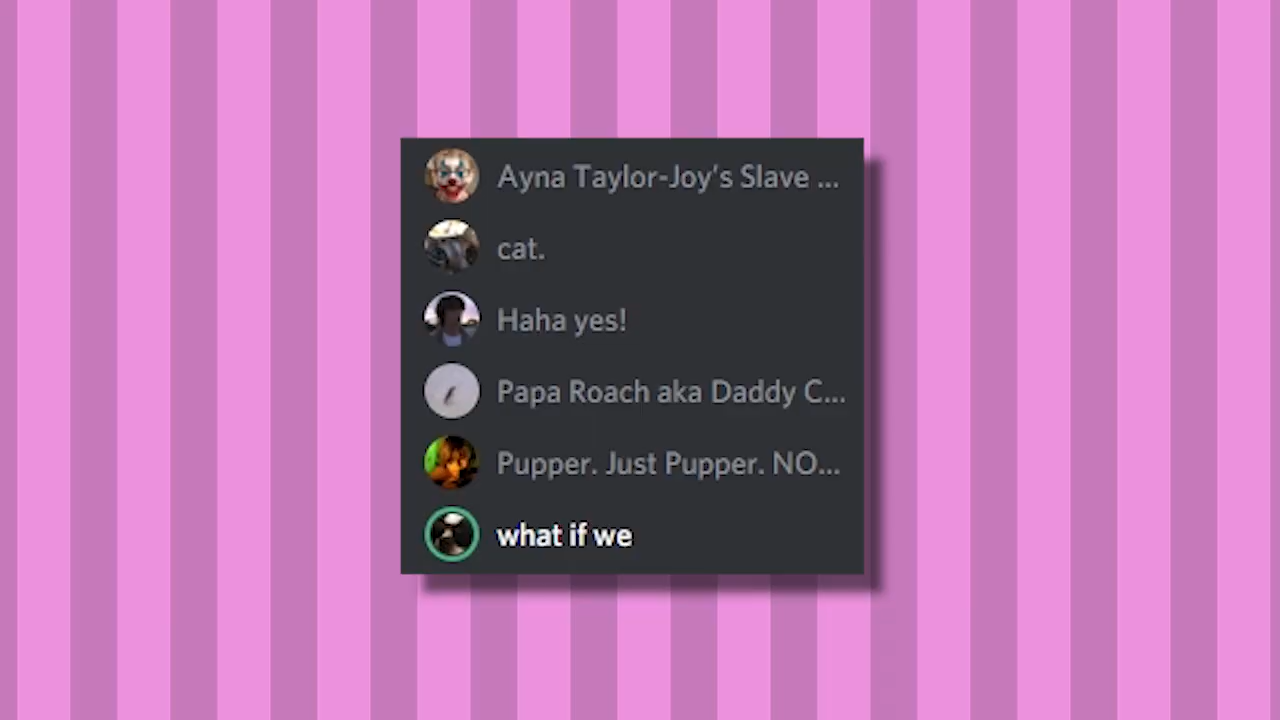 Ayna Taylor-Joy's Slave ...
cat.
Haha yes!
Papa Roach aka Daddy C...
Pupper. Just Pupper. NO...
what if we